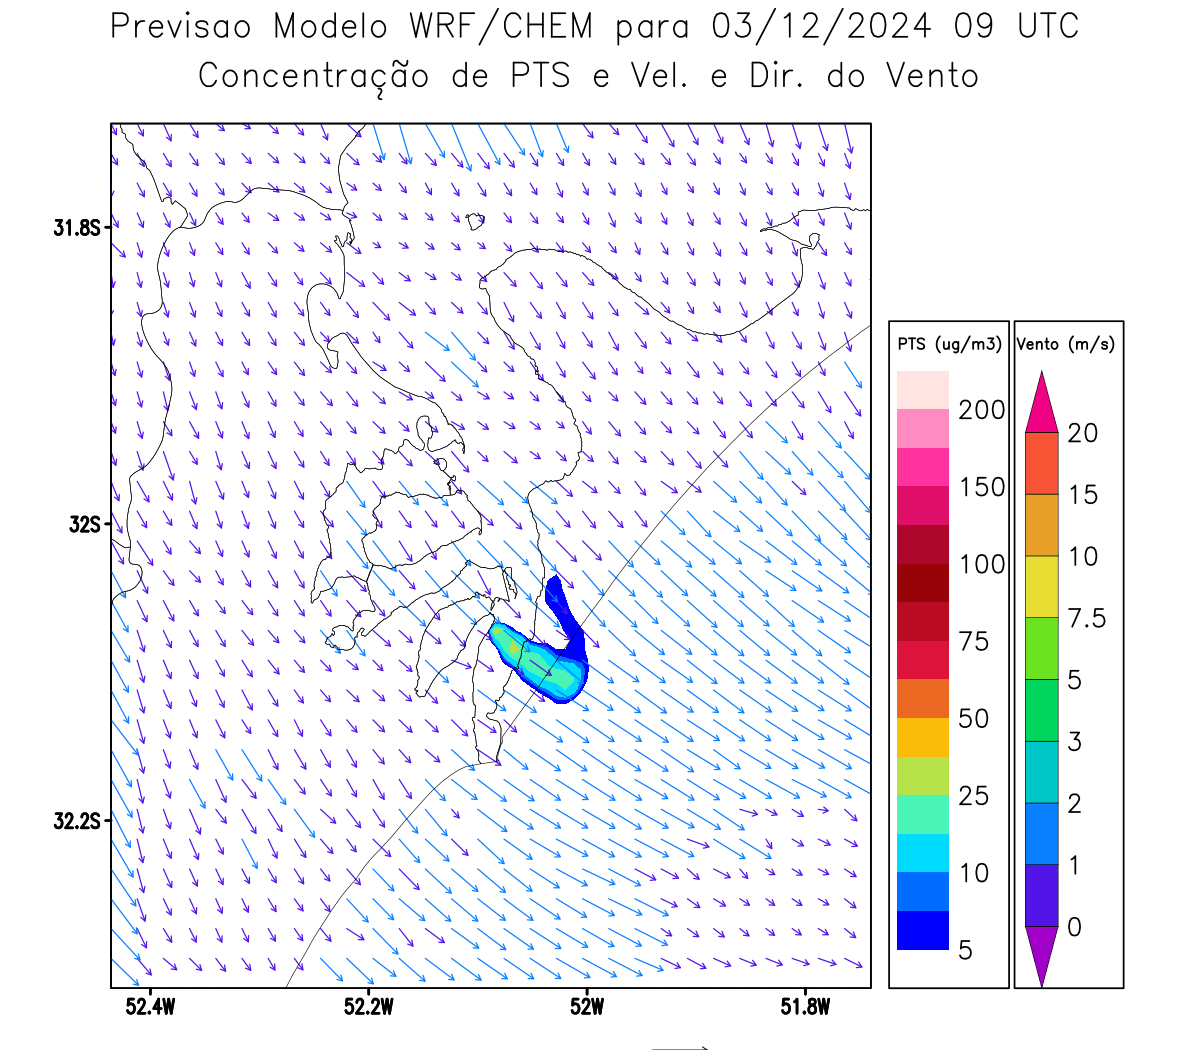 Previsao Modelo WRF/CHEM para 03/12/2024 09 UTC
Concentração de PTS e Vel. e Dir. do Vento
31.8S
32S
32.2S
52.4W 52.2W 52W 51.8W
PTS (ug/m3)
200
150
100
75
50
25
10
5
Vento (m/s)
20
15
10
7.5
5
3
2
1
0